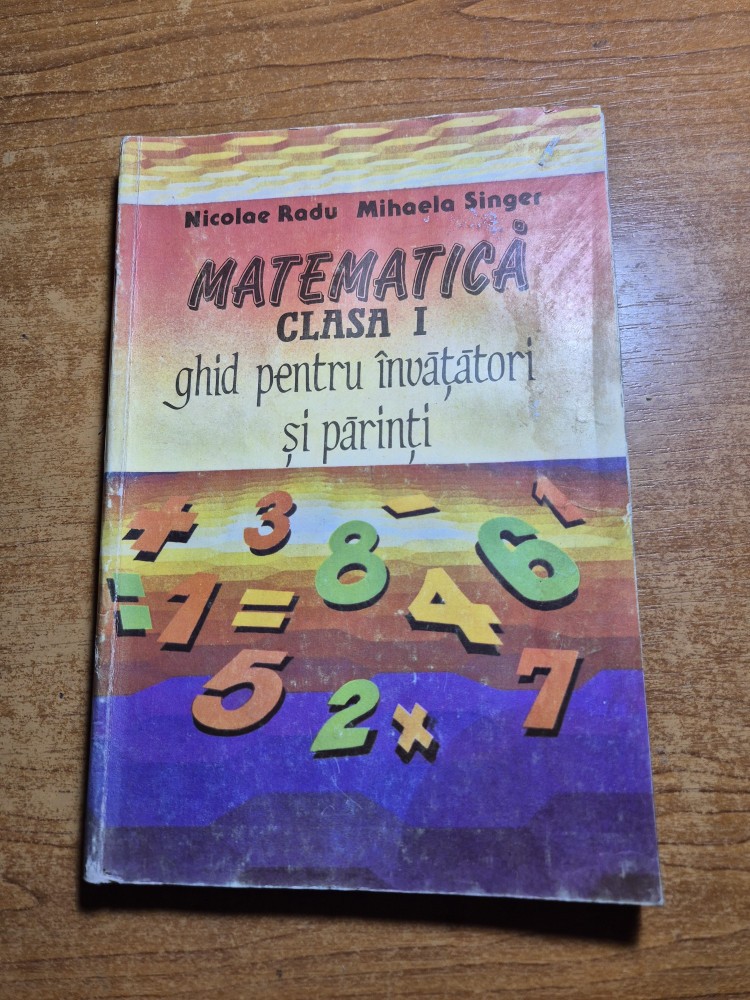 Nicolae Radu Mihaela Singer
MATEMATICĂ
CLASA I
ghid pentru învățători
și părinți
+ 3 8 - 6 1
: 1 = 4
5 2 x 7